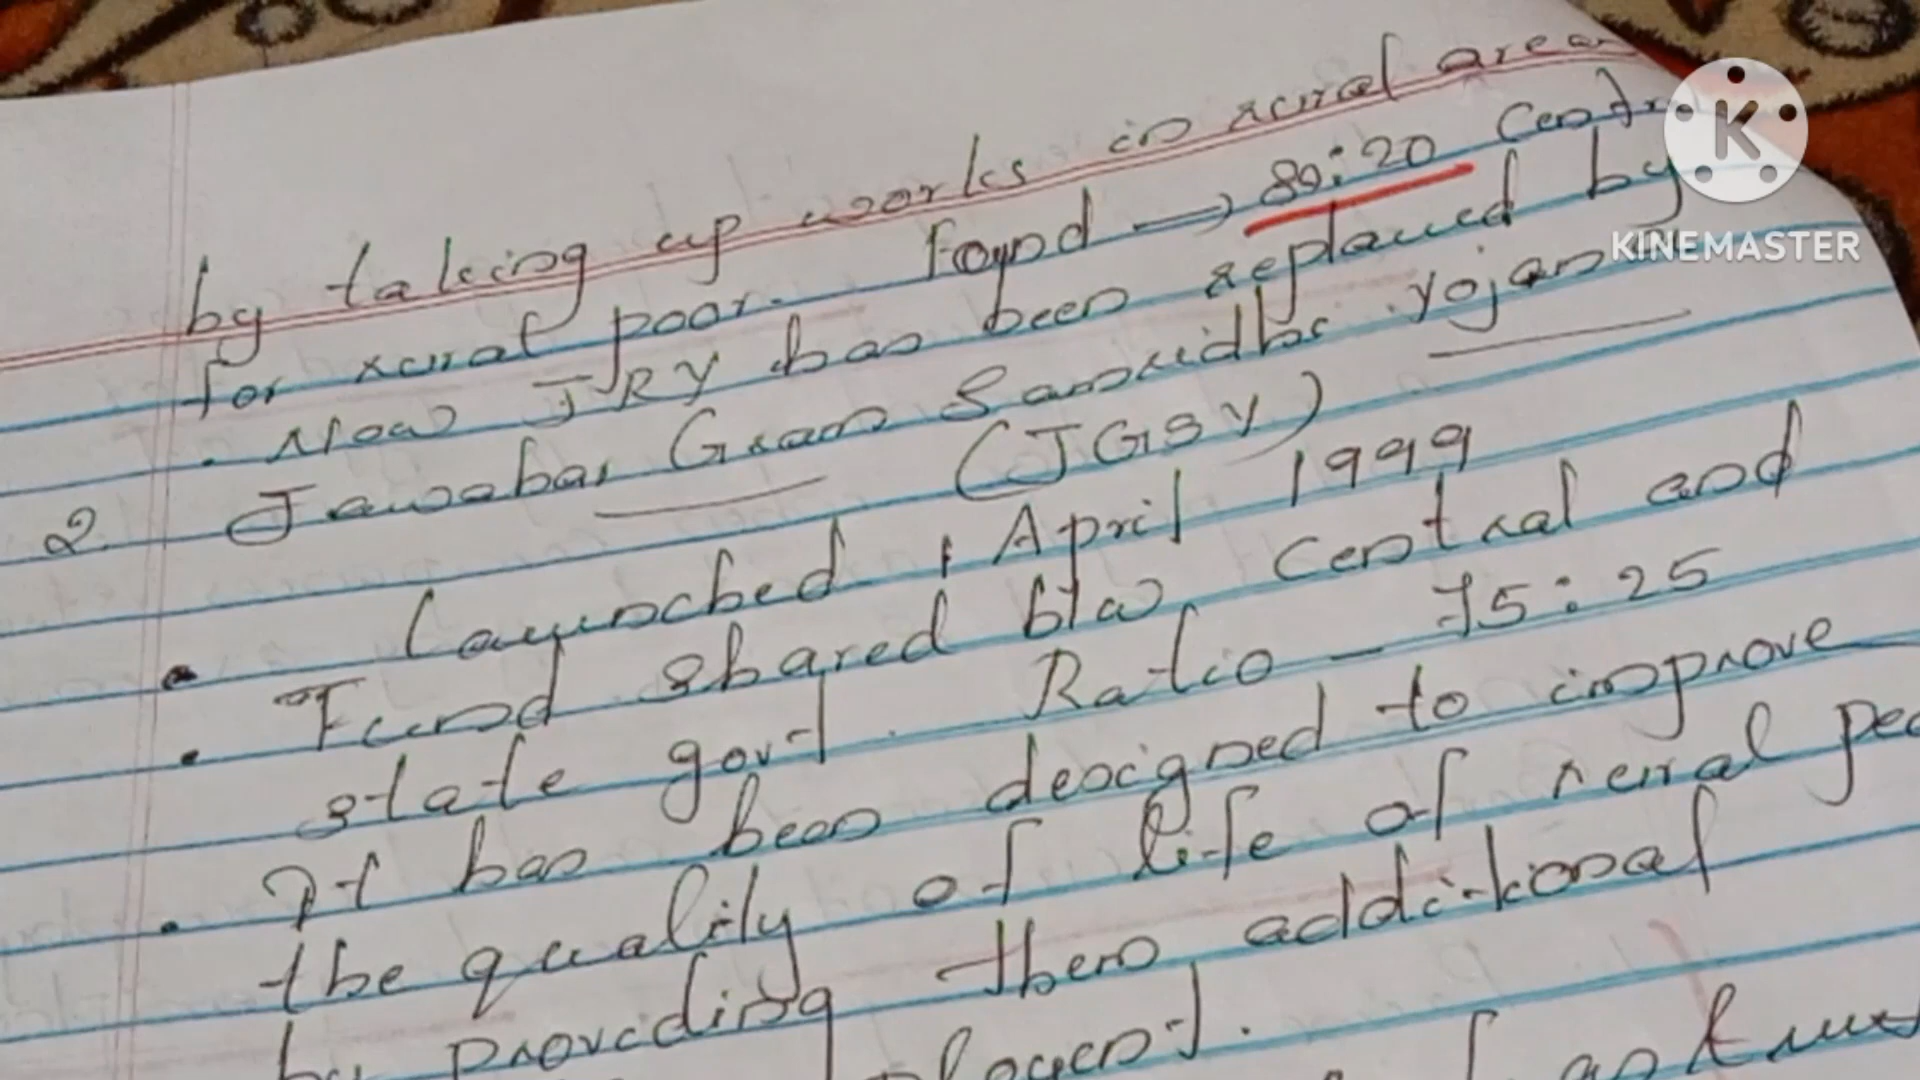 by taking up works in rural area
for rural poor. Found → 80:20 Centr
. Now JRY has been replaced by
2. Jawahar Gram Samridhi Yojana
(JGSY)
Launched, April 1999
. Fund shared b/w Central and
. state govt. Ratio - 75:25
. It has been designed to improve
the quality of life of rural peo
by providing them additional
KINEMASTER